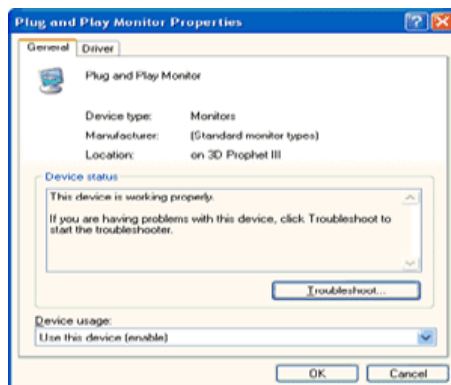 Plug and Play Monitor Properties
General Driver
Plug and Play Monitor
Device type: Monitors
Manufacturer: (Standard monitor types)
Location: on 3D Prophet III
Device status
This device is working properly.
If you are having problems with this device, click Troubleshoot to
start the troubleshooter.
Troubleshoot...
Device usage:
Use this device (enable)
OK Cancel